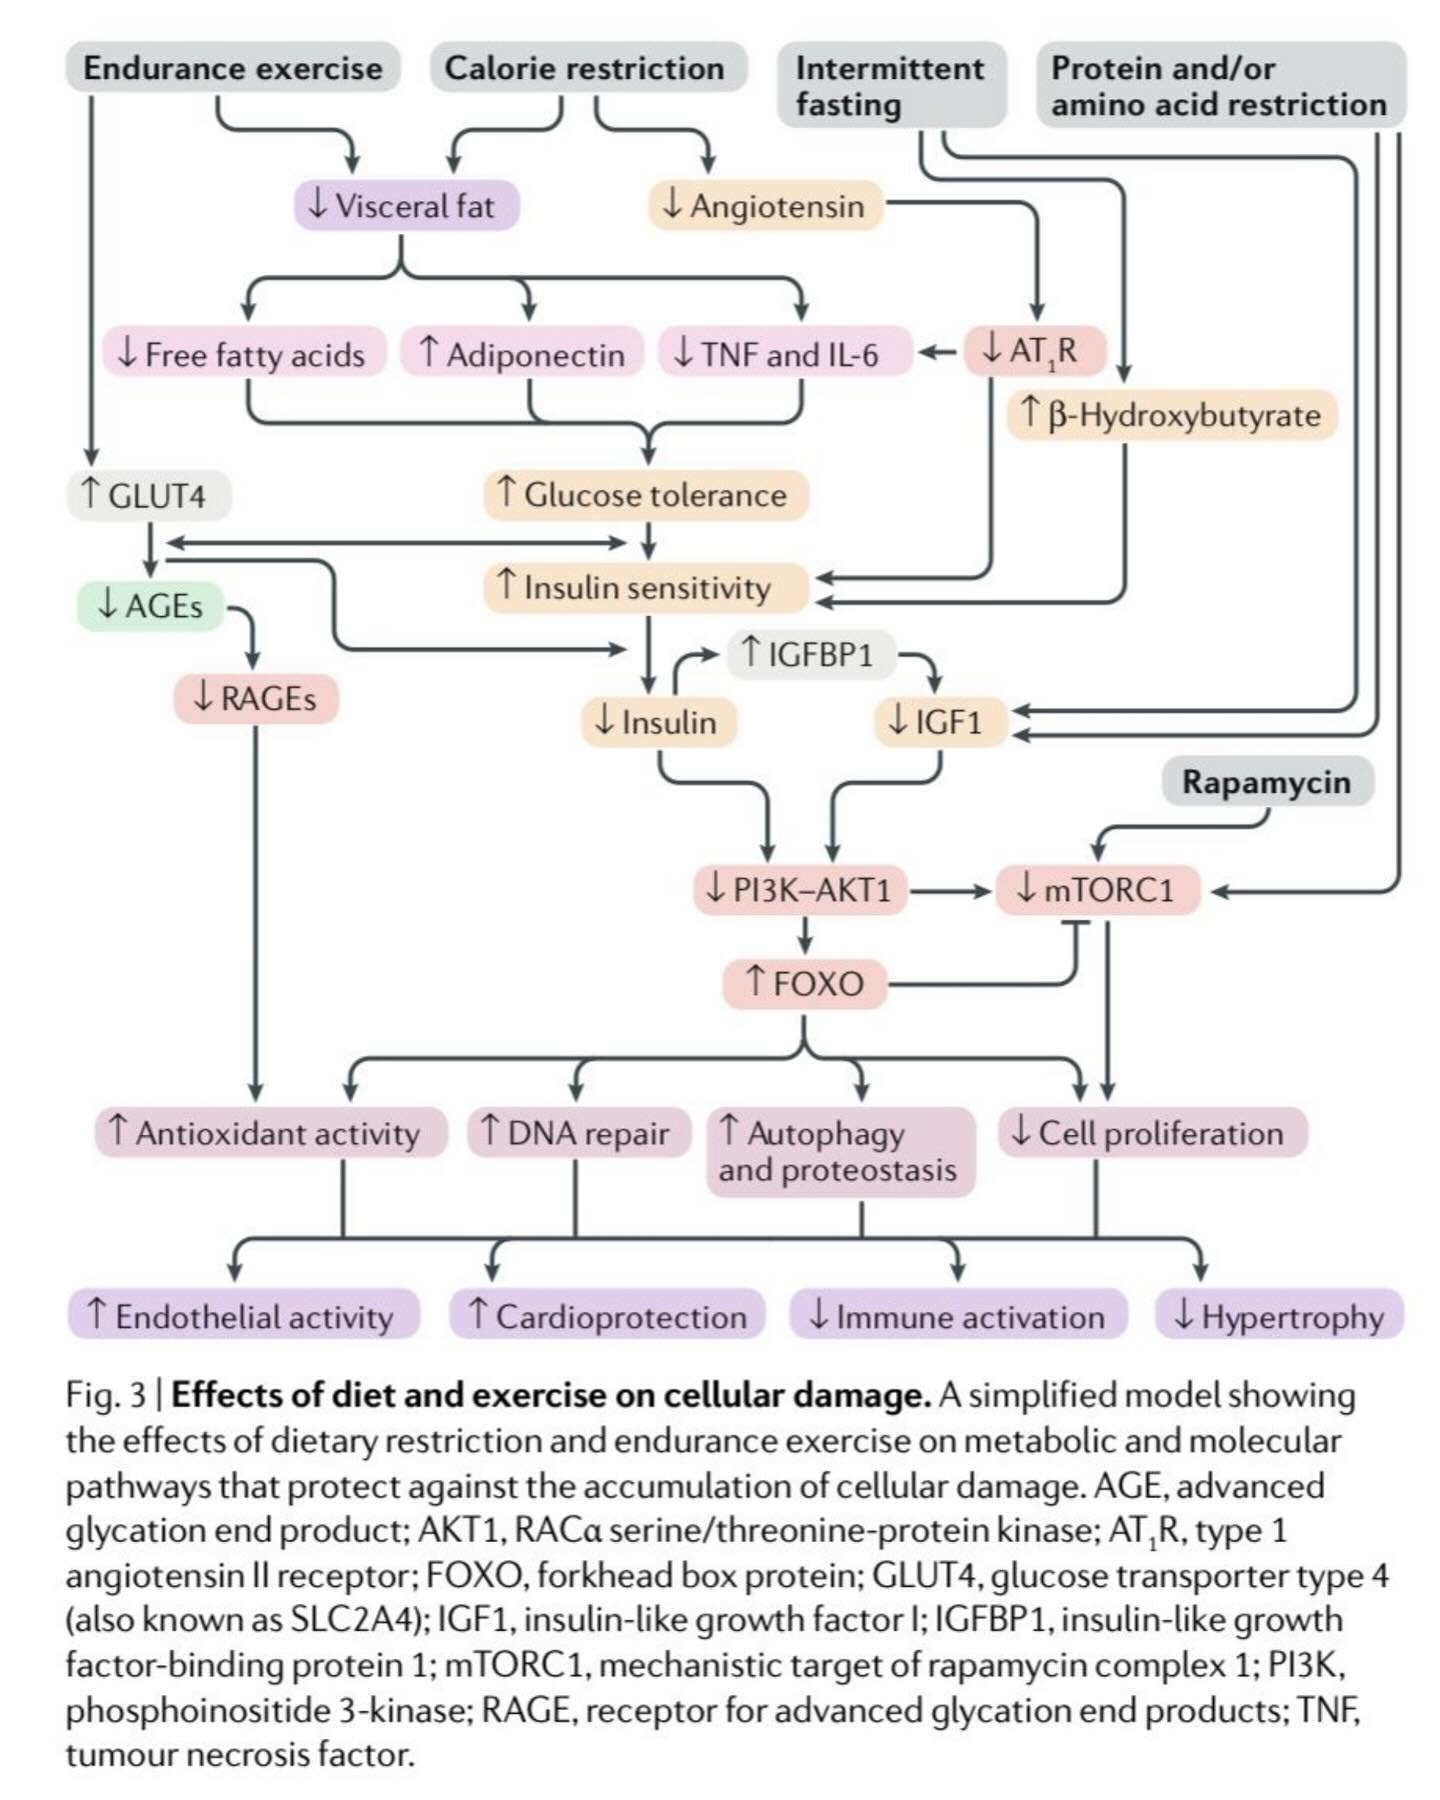 Endurance exercise
Calorie restriction
Intermittent
fasting
Protein and/or
amino acid restriction
↓ Visceral fat
↓ Angiotensin
↓ Free fatty acids
↑ Adiponectin
↓ TNF and IL-6
↓ AT₁R
↑ β-Hydroxybutyrate
↑ GLUT4
↑ Glucose tolerance
↑ Insulin sensitivity
↓ AGEs
↑ IGFBP1
↓ RAGEs
↓ Insulin
↓ IGF1
Rapamycin
↓ PI3K–AKT1
↓ mTORC1
↑ FOXO
↑ Antioxidant activity
↑ DNA repair
↑ Autophagy
and proteostasis
↓ Cell proliferation
↑ Endothelial activity
↑ Cardioprotection
↓ Immune activation
↓ Hypertrophy
Fig. 3 | Effects of diet and exercise on cellular damage. A simplified model showing
the effects of dietary restriction and endurance exercise on metabolic and molecular
pathways that protect against the accumulation of cellular damage. AGE, advanced
glycation end product; AKT1, RACα serine/threonine-protein kinase; AT₁R, type 1
angiotensin II receptor; FOXO, forkhead box protein; GLUT4, glucose transporter type 4
(also known as SLC2A4); IGF1, insulin-like growth factor I; IGFBP1, insulin-like growth
factor-binding protein 1; mTORC1, mechanistic target of rapamycin complex 1; PI3K,
phosphoinositide 3-kinase; RAGE, receptor for advanced glycation end products; TNF,
tumour necrosis factor.